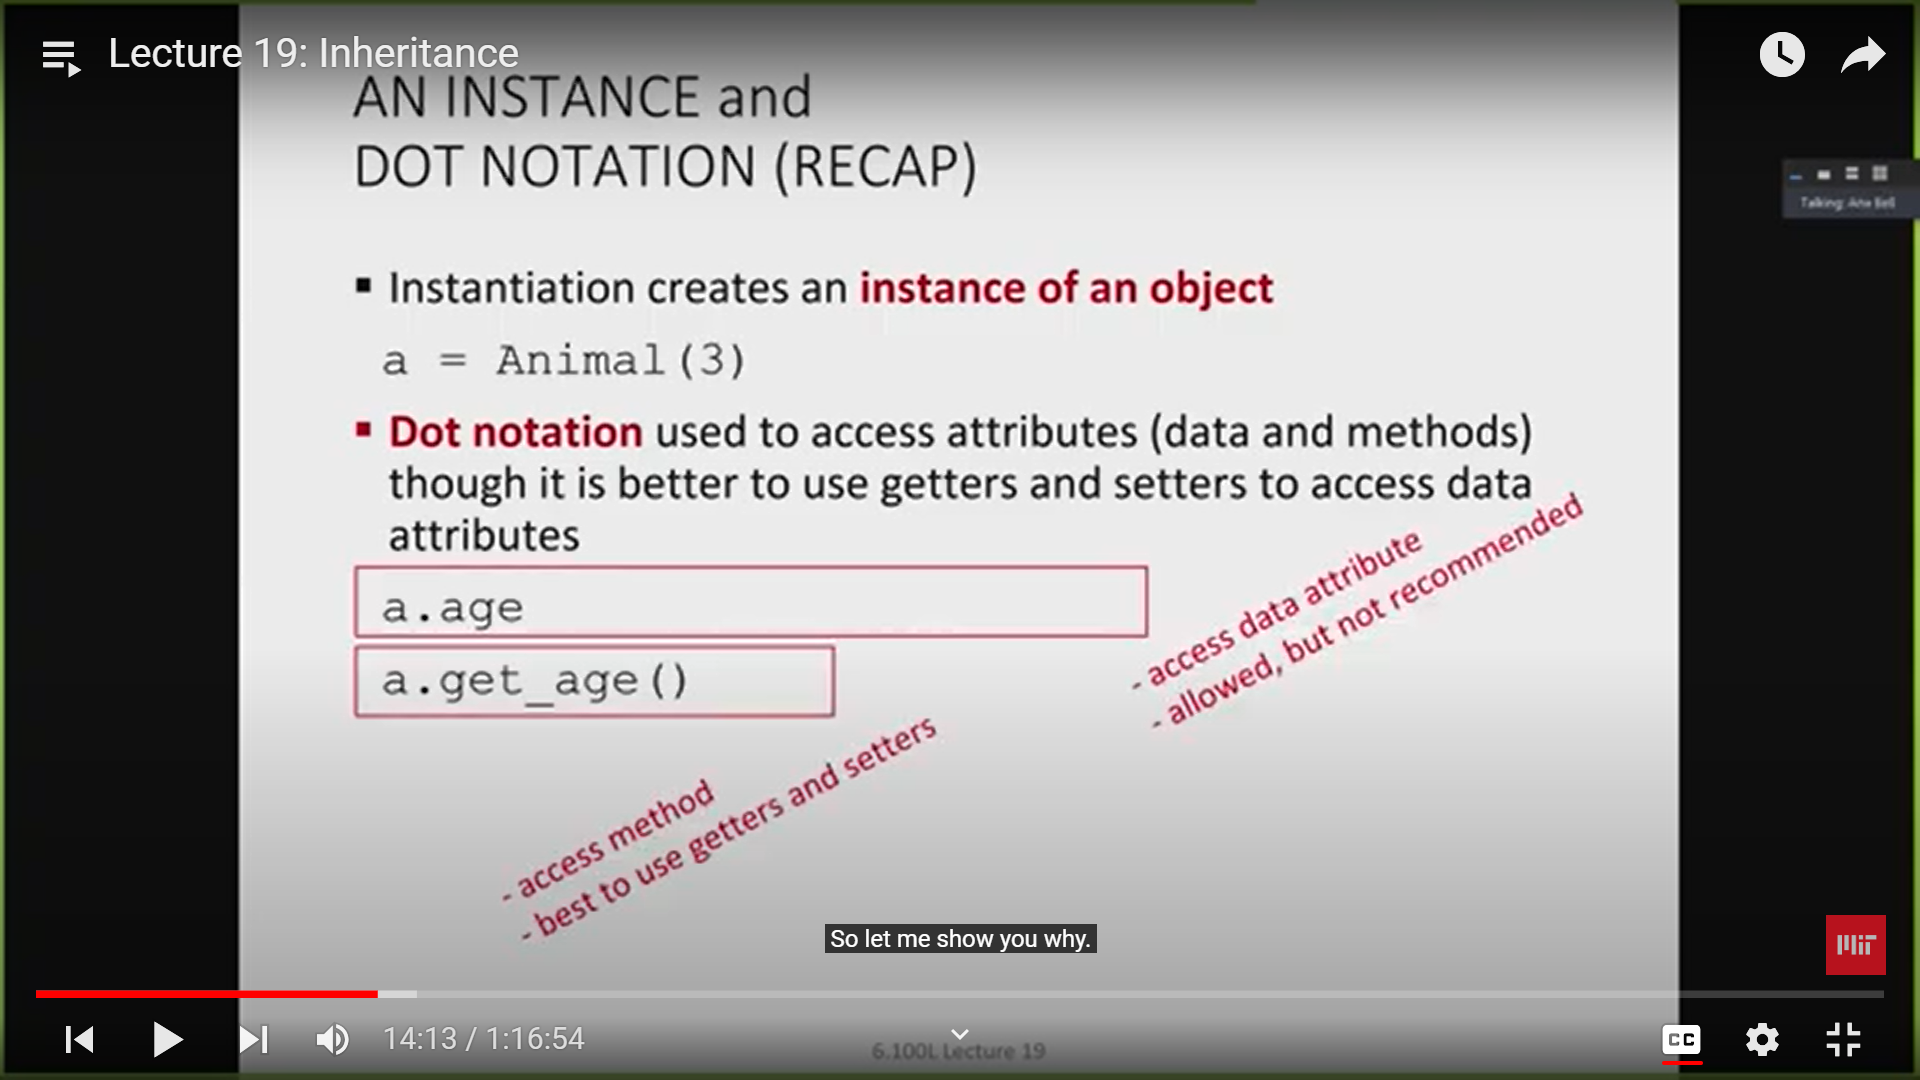 Lecture 19: Inheritance
AN INSTANCE and
DOT NOTATION (RECAP)
Talking: Ana Bell
▪ Instantiation creates an instance of an object
a = Animal(3)
▪ Dot notation used to access attributes (data and methods)
though it is better to use getters and setters to access data
attributes
a.age
- access data attribute
- allowed, but not recommended
a.get_age()
- access method
- best to use getters and setters
So let me show you why.
MIT
14:13 / 1:16:54
6.100L Lecture 19
CC